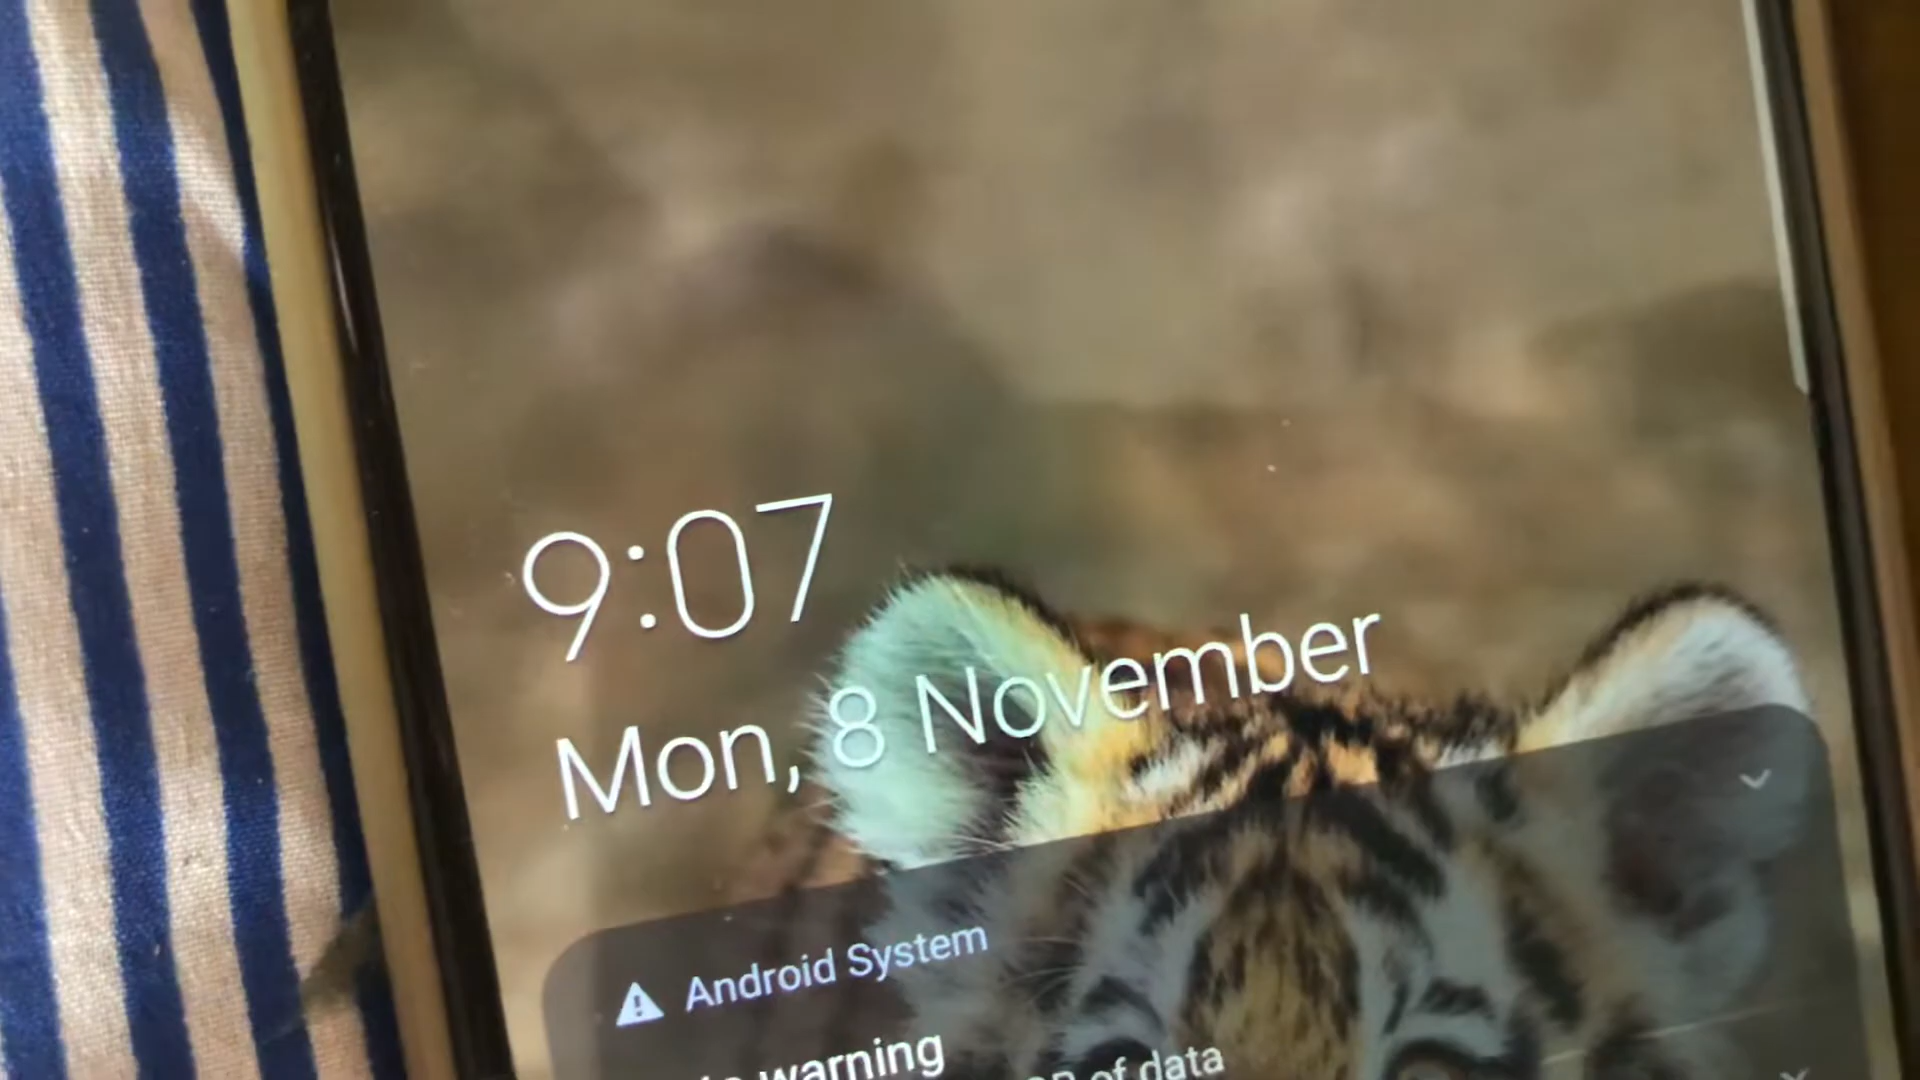 9:07
Mon, 8 November
Android System
warning
of data